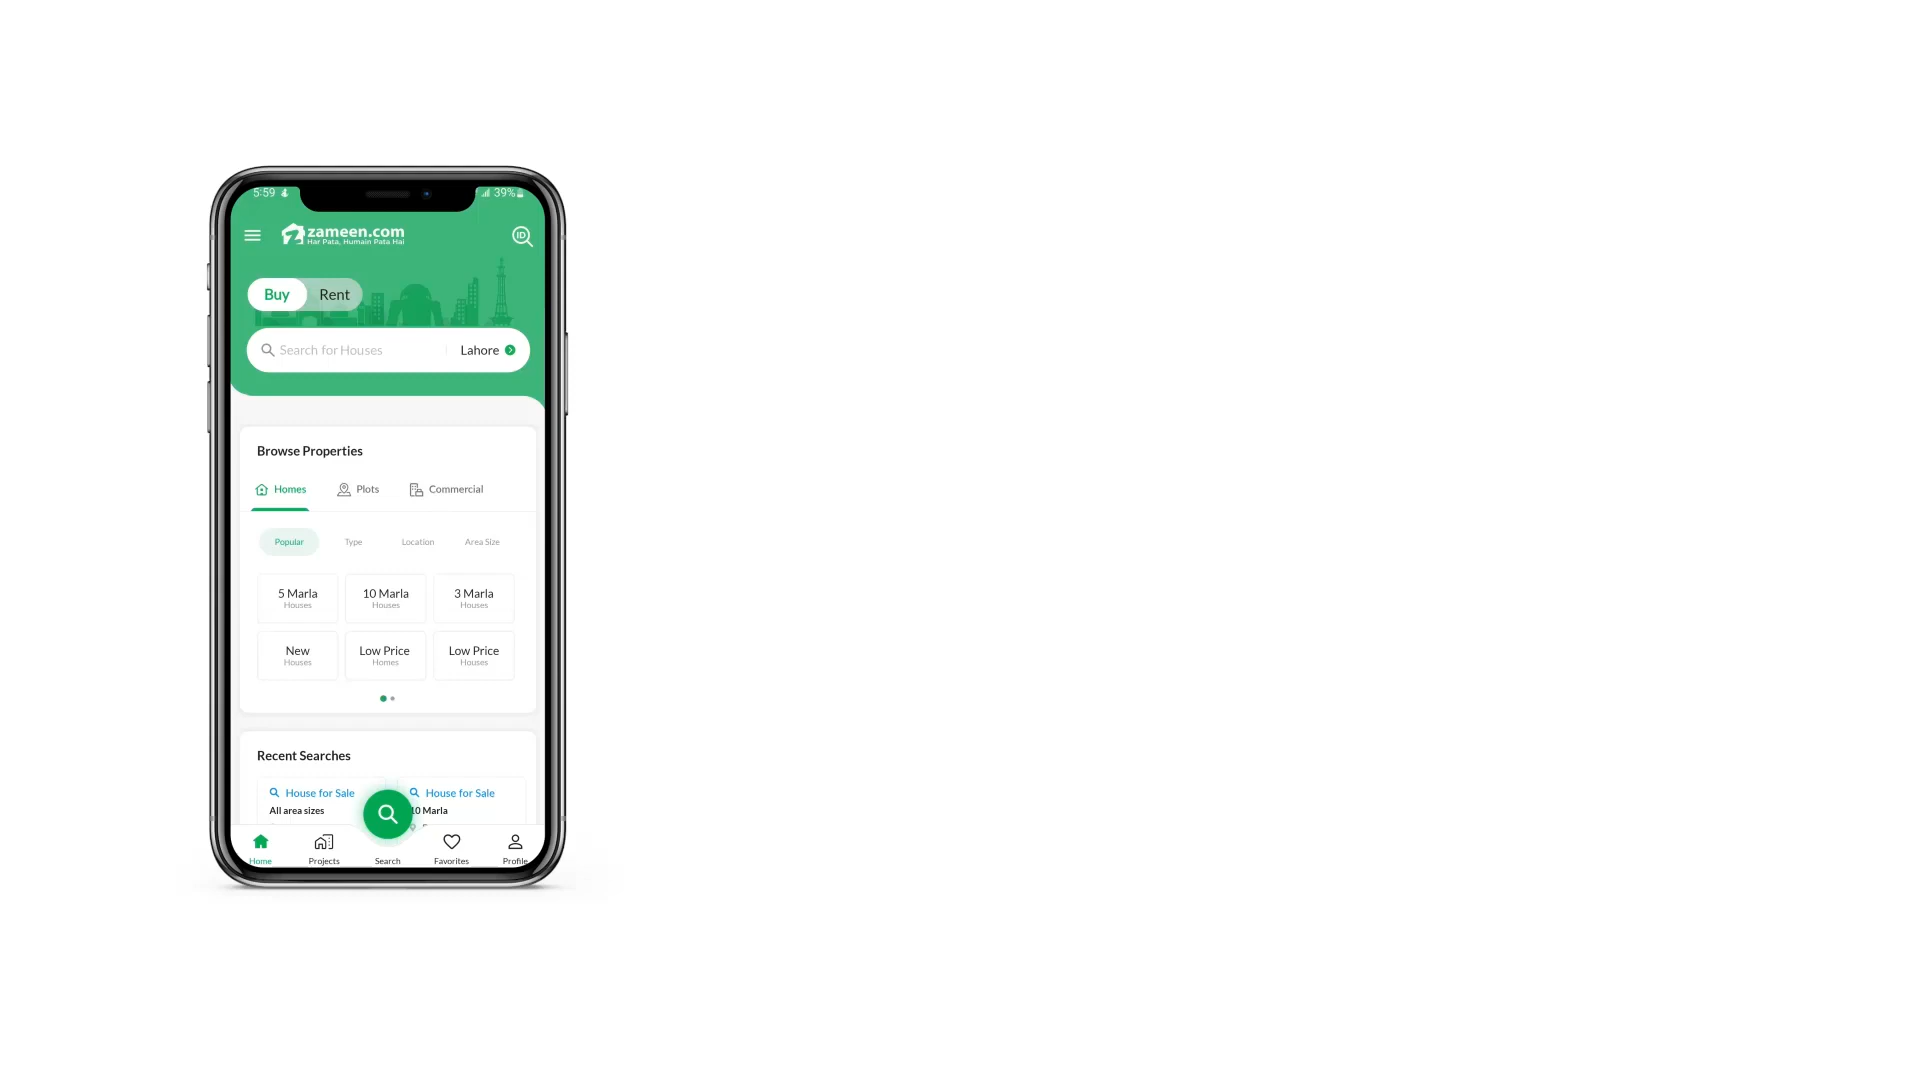 5:59 39%
zameen.com
Har Pata, Humain Pata Hai
ID
Buy Rent
Search for Houses Lahore
Browse Properties
Homes Plots Commercial
Popular Type Location Area Size
5 Marla 10 Marla 3 Marla
Houses Houses Houses
New Low Price Low Price
Houses Homes Houses
Recent Searches
House for Sale House for Sale
All area sizes 10 Marla
Home Projects Search Favorites Profile